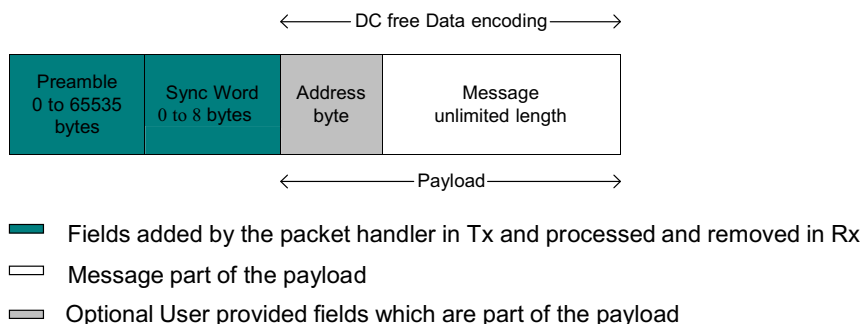 DC free Data encoding
Preamble
0 to 65535
bytes
Sync Word
0 to 8 bytes
Address
byte
Message
unlimited length
Payload
Fields added by the packet handler in Tx and processed and removed in Rx
Message part of the payload
Optional User provided fields which are part of the payload